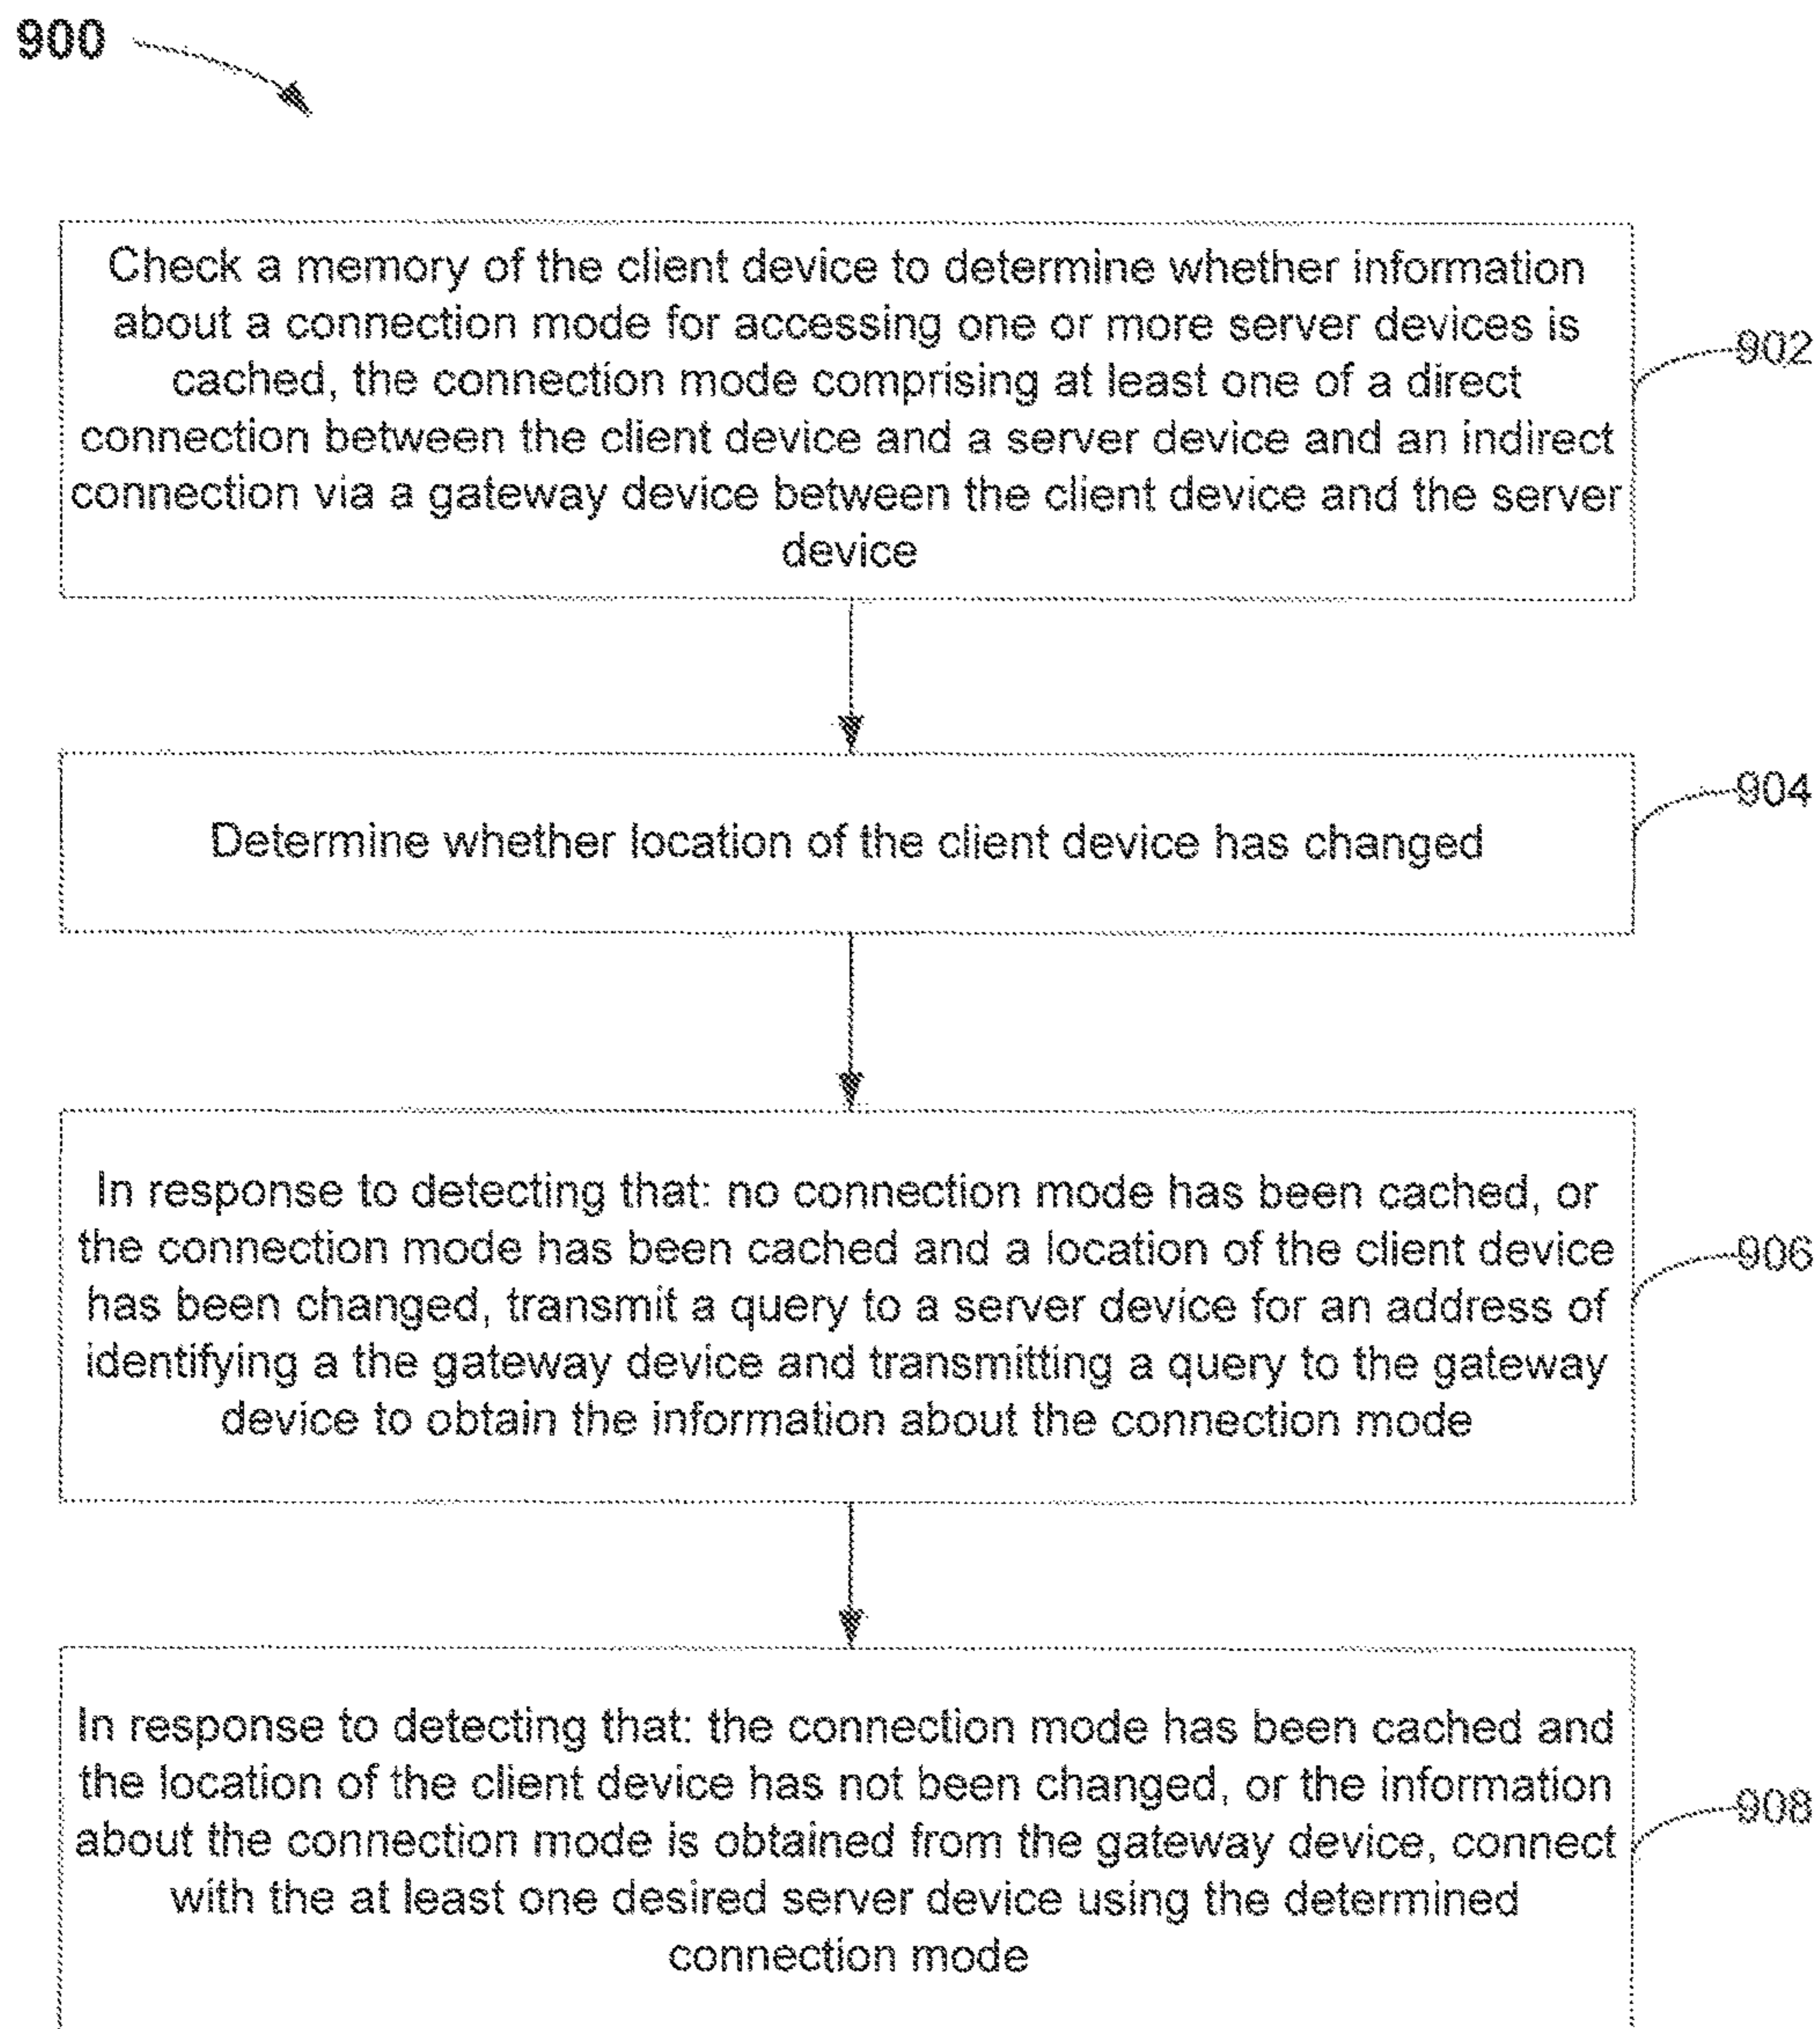 900
Check a memory of the client device to determine whether information
about a connection mode for accessing one or more server devices is
cached, the connection mode comprising at least one of a direct
connection between the client device and a server device and an indirect
connection via a gateway device between the client device and the server
device
902
Determine whether location of the client device has changed
904
In response to detecting that: no connection mode has been cached, or
the connection mode has been cached and a location of the client device
has been changed, transmit a query to a server device for an address of
identifying a the gateway device and transmitting a query to the gateway
device to obtain the information about the connection mode
906
In response to detecting that: the connection mode has been cached and
the location of the client device has not been changed, or the information
about the connection mode is obtained from the gateway device, connect
with the at least one desired server device using the determined
connection mode
908